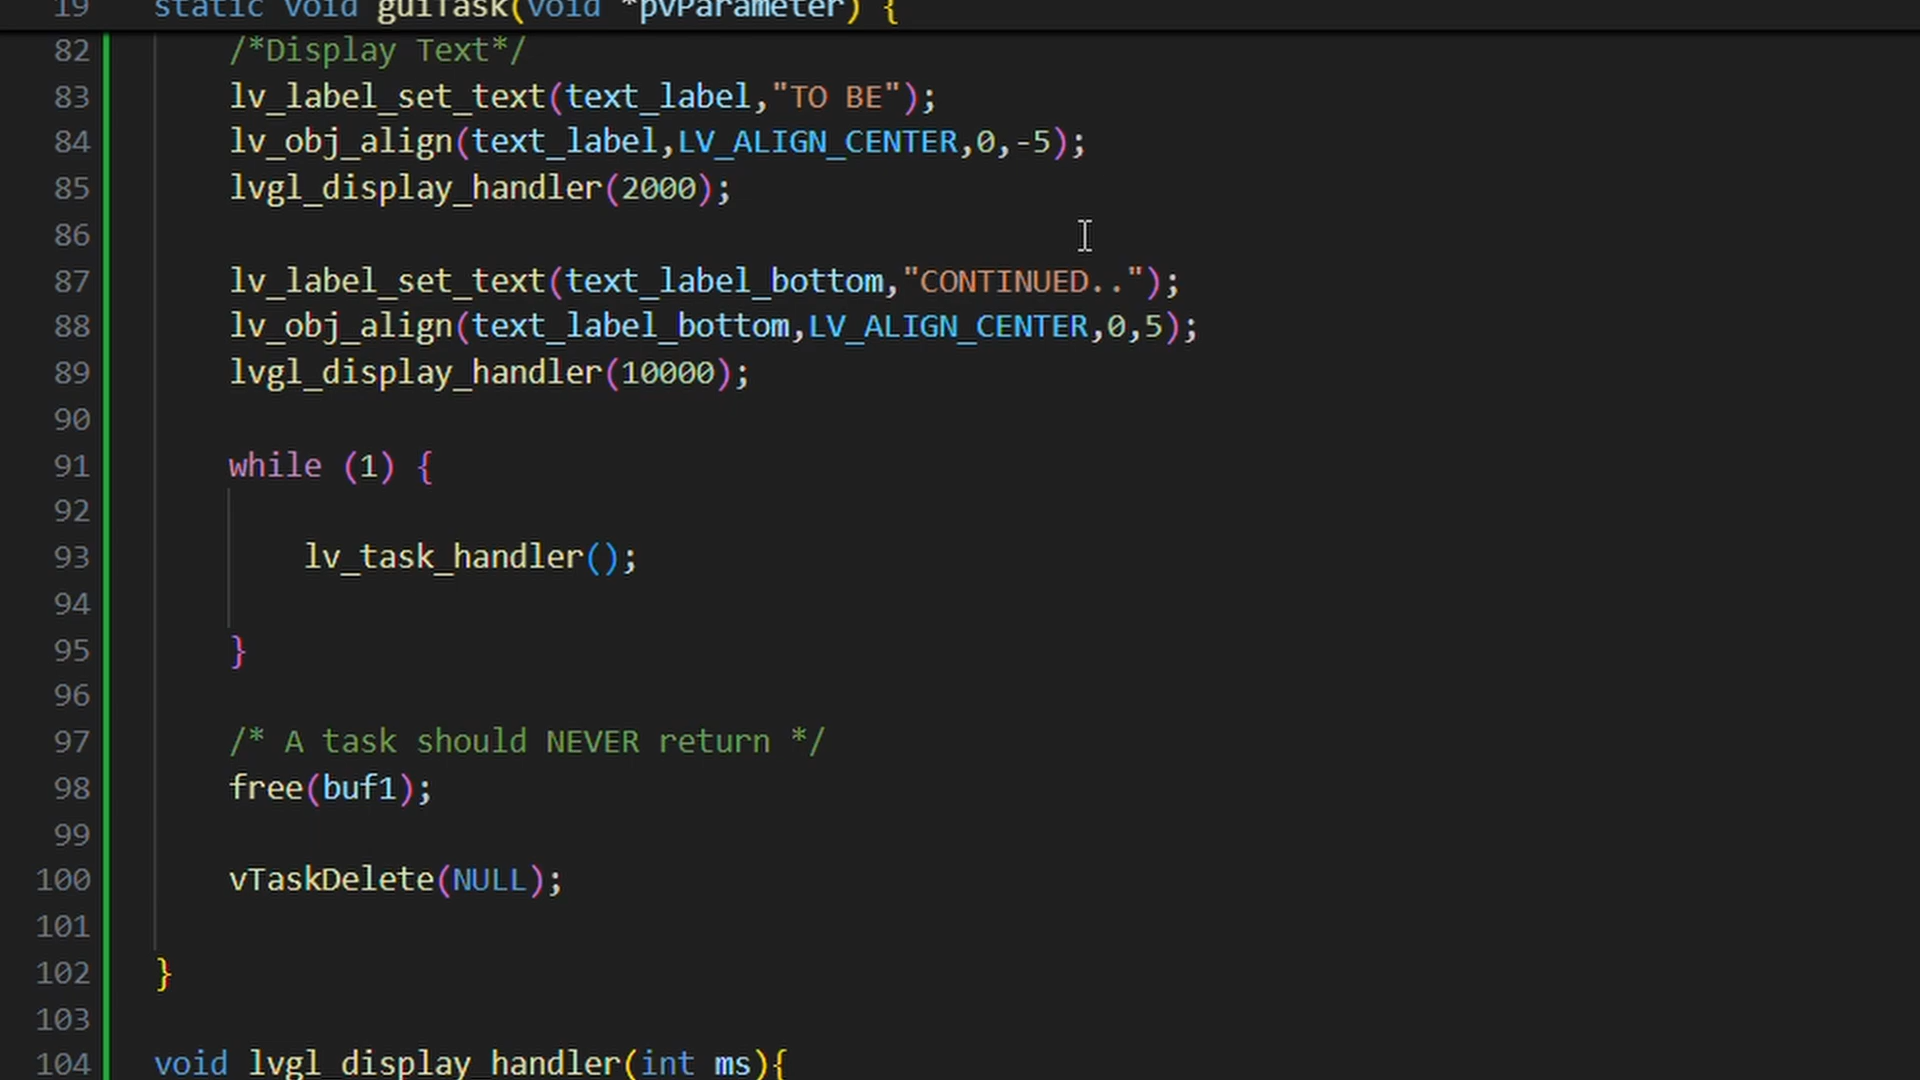 19 static void guiTask(void *pvParameter) {
82 /*Display Text*/
83 lv_label_set_text(text_label,"TO BE");
84 lv_obj_align(text_label,LV_ALIGN_CENTER,0,-5);
85 lvgl_display_handler(2000);
86
87 lv_label_set_text(text_label_bottom,"CONTINUED..");
88 lv_obj_align(text_label_bottom,LV_ALIGN_CENTER,0,5);
89 lvgl_display_handler(10000);
90
91 while (1) {
92
93 lv_task_handler();
94
95 }
96
97 /* A task should NEVER return */
98 free(buf1);
99
100 vTaskDelete(NULL);
101
102 }
103
104 void lvgl_display_handler(int ms){